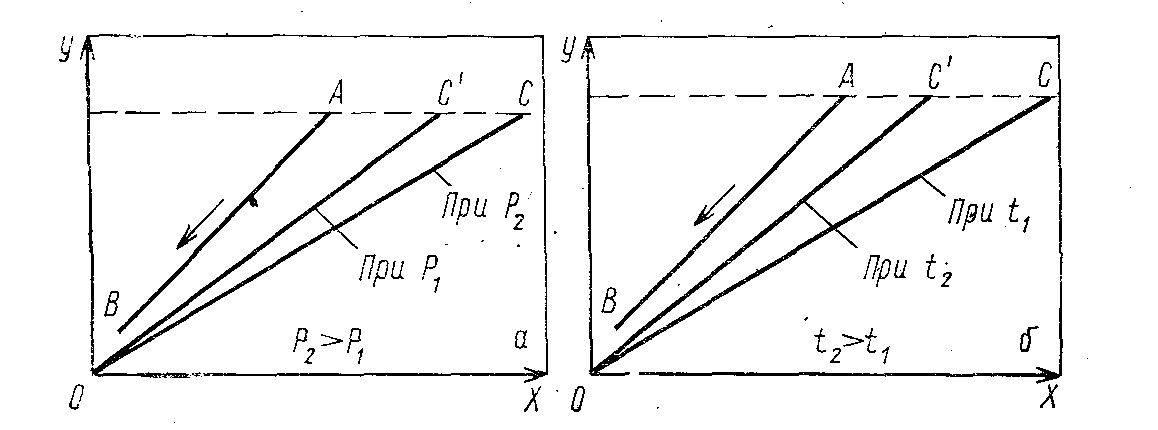 У
A
C'
C
При P₂
При P₁
B
P₂>P₁
а
0
X
У
A
C'
C
При t₁
При t₂
B
t₂>t₁
б
0
X